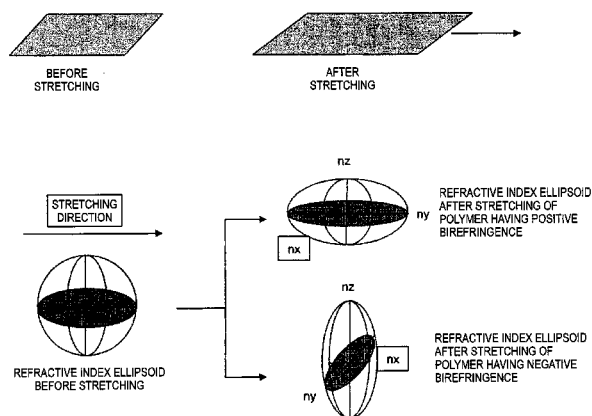 BEFORE
STRETCHING
AFTER
STRETCHING
STRETCHING
DIRECTION
REFRACTIVE INDEX ELLIPSOID
BEFORE STRETCHING
nz
ny
nx
REFRACTIVE INDEX ELLIPSOID
AFTER STRETCHING OF
POLYMER HAVING POSITIVE
BIREFRINGENCE
nz
nx
ny
REFRACTIVE INDEX ELLIPSOID
AFTER STRETCHING OF
POLYMER HAVING NEGATIVE
BIREFRINGENCE